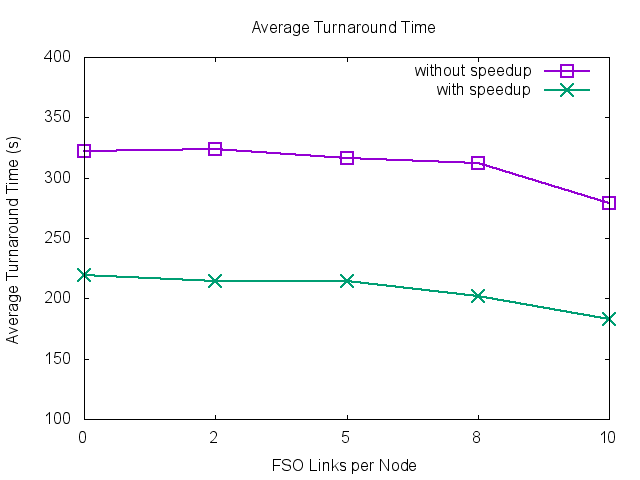 Average Turnaround Time
400
350
300
250
200
150
100
Average Turnaround Time (s)
without speedup
with speedup
0 2 5 8 10
FSO Links per Node